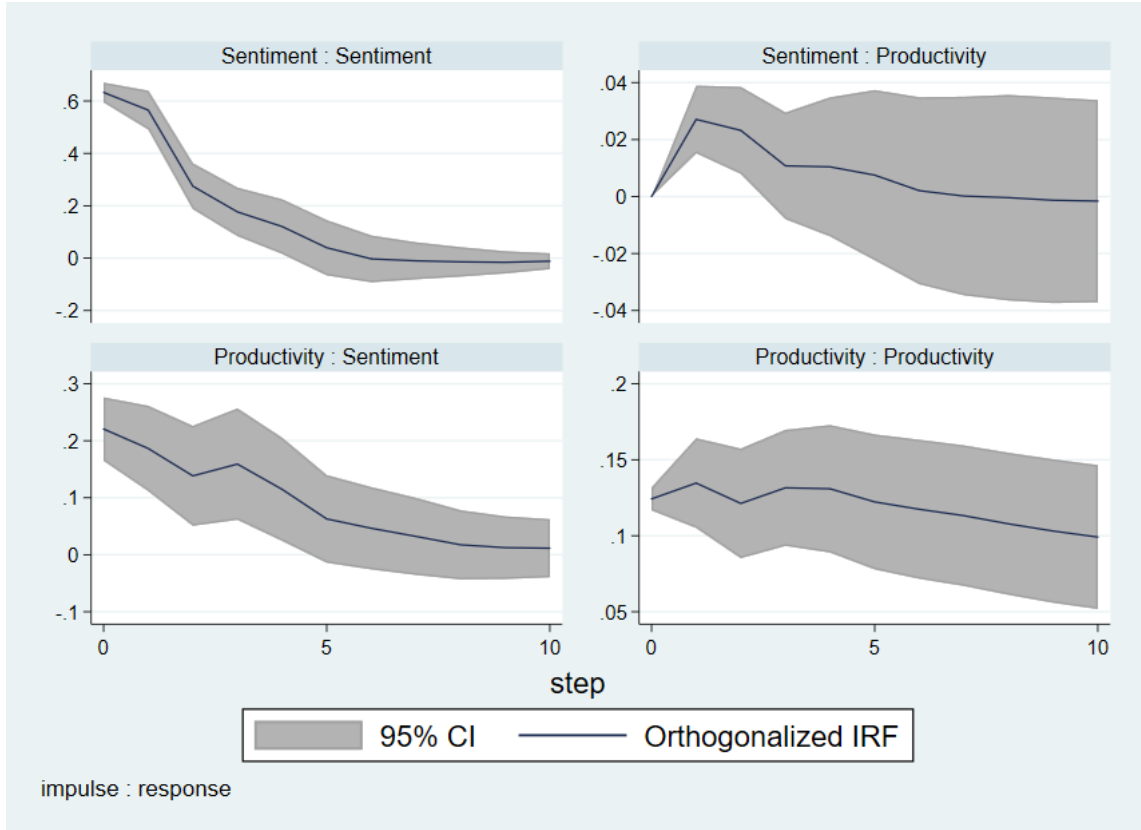 Sentiment : Sentiment
Sentiment : Productivity
.6
.4
.2
0
-.2
.04
.02
0
-.02
-.04
Productivity : Sentiment
Productivity : Productivity
.3
.2
.1
0
-.1
.2
.15
.1
.05
0 5 10
0 5 10
step
95% CI Orthogonalized IRF
impulse : response